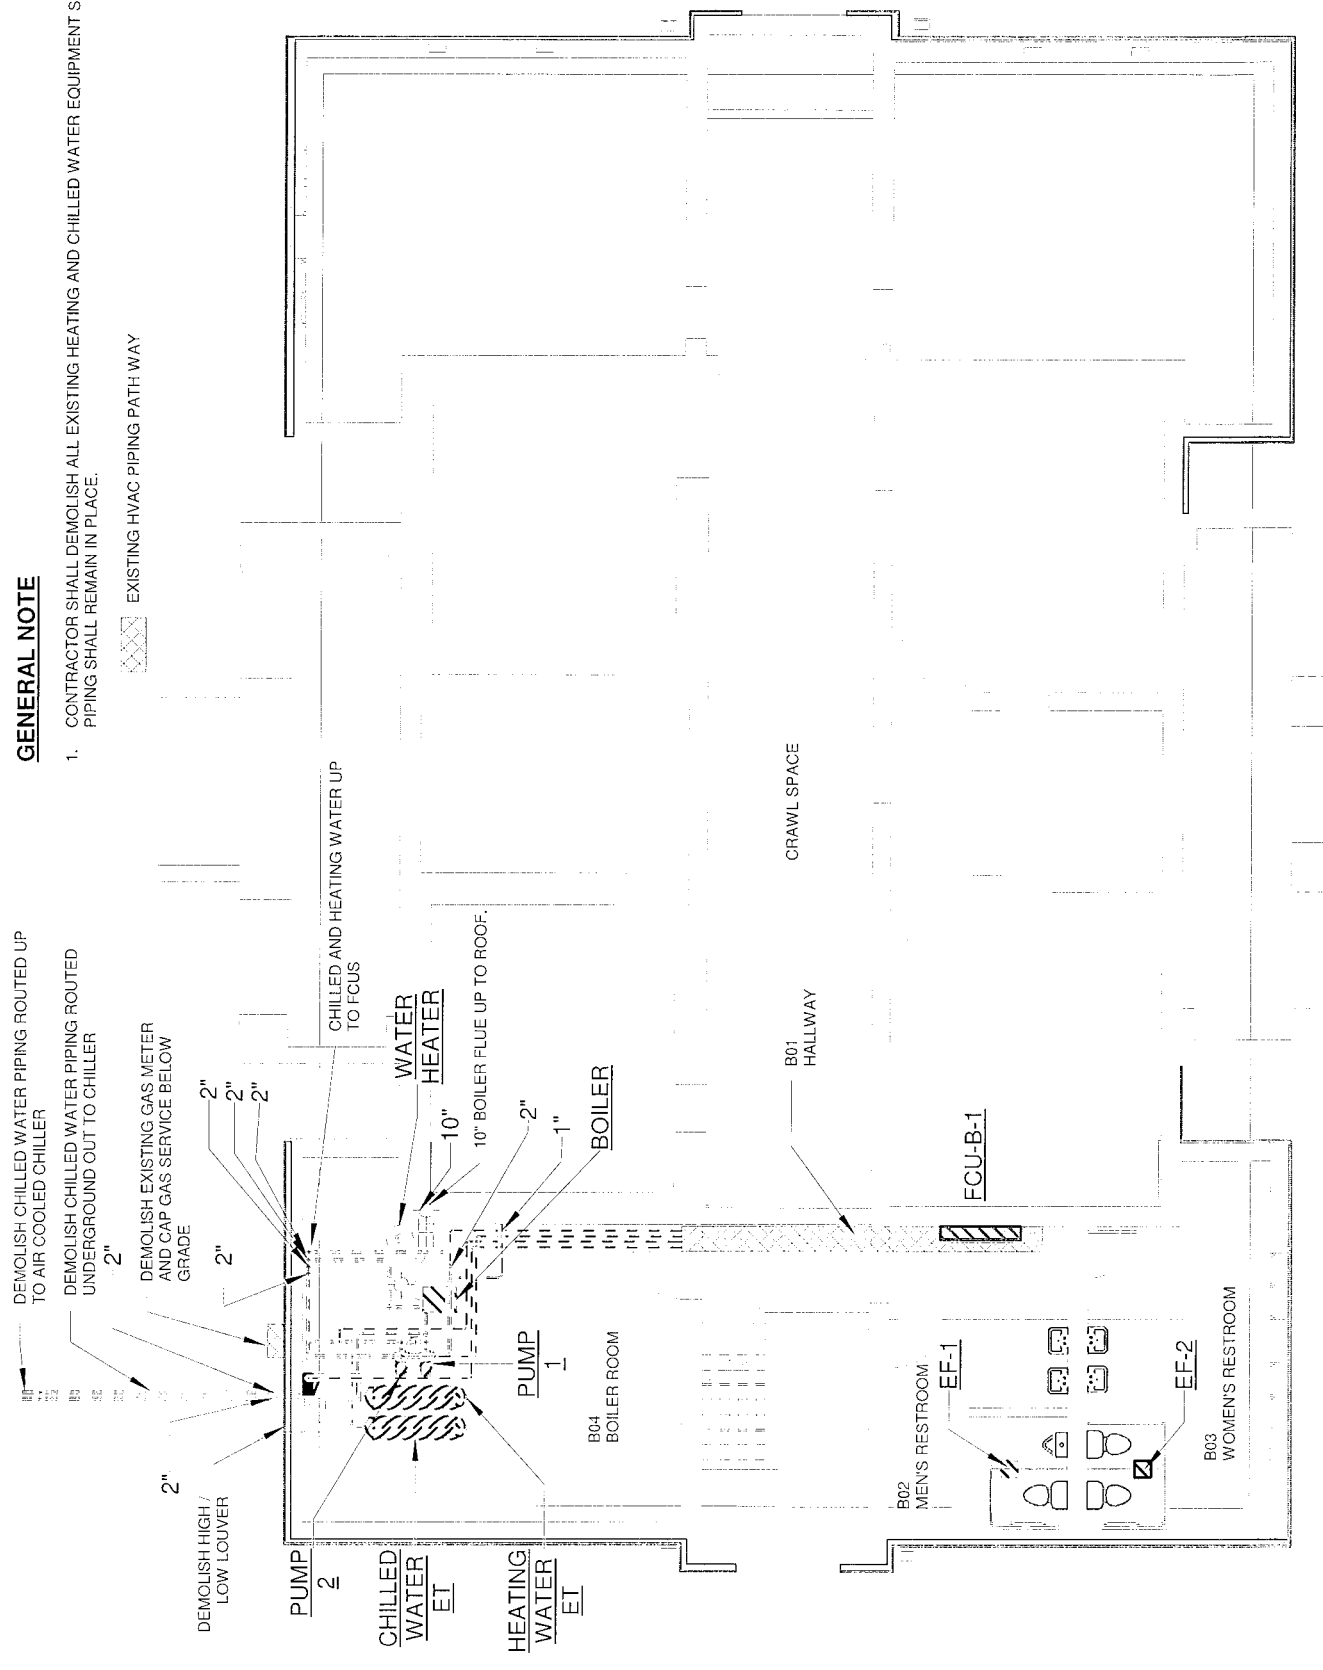 GENERAL NOTE
1. CONTRACTOR SHALL DEMOLISH ALL EXISTING HEATING AND CHILLED WATER EQUIPMENT S
PIPING SHALL REMAIN IN PLACE.
EXISTING HVAC PIPING PATH WAY
DEMOLISH CHILLED WATER PIPING ROUTED UP
TO AIR COOLED CHILLER
DEMOLISH CHILLED WATER PIPING ROUTED
UNDERGROUND OUT TO CHILLER
2"
DEMOLISH EXISTING GAS METER
AND CAP GAS SERVICE BELOW
GRADE
2"
2"
2"
2"
2"
DEMOLISH HIGH /
LOW LOUVER
CHILLED AND HEATING WATER UP
TO FCUS
WATER
HEATER
10"
10" BOILER FLUE UP TO ROOF.
2"
1"
BOILER
PUMP
2
CHILLED
WATER
ET
HEATING
WATER
ET
PUMP
1
B04
BOILER ROOM
B01
HALLWAY
CRAWL SPACE
FCU-B-1
B02
MEN'S RESTROOM
EF-1
EF-2
B03
WOMEN'S RESTROOM